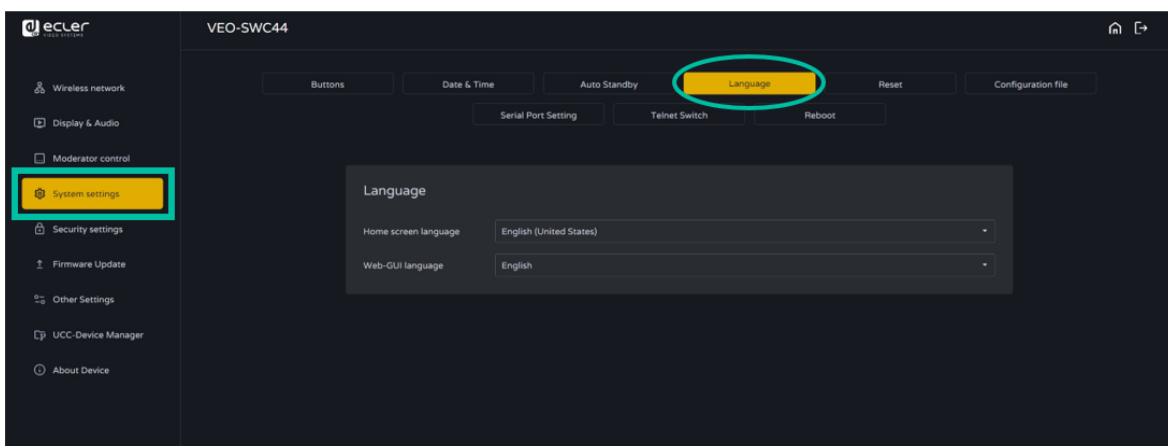 ecler
VIDEO SYSTEMS
VEO-SWC44
Wireless network
Display & Audio
Moderator control
System settings
Security settings
Firmware Update
Other Settings
UCC-Device Manager
About Device
Buttons Date & Time Auto Standby Language Reset Configuration file
Serial Port Setting Telnet Switch Reboot
Language
Home screen language English (United States)
Web-GUI language English